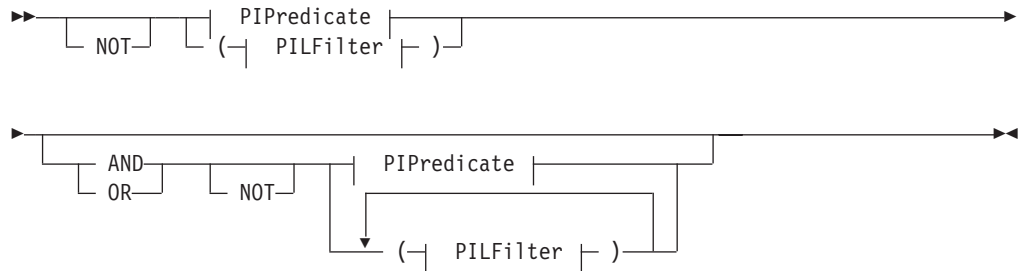 PIPredicate
NOT ( PILFilter )
AND PIPredicate
OR NOT
( PILFilter )